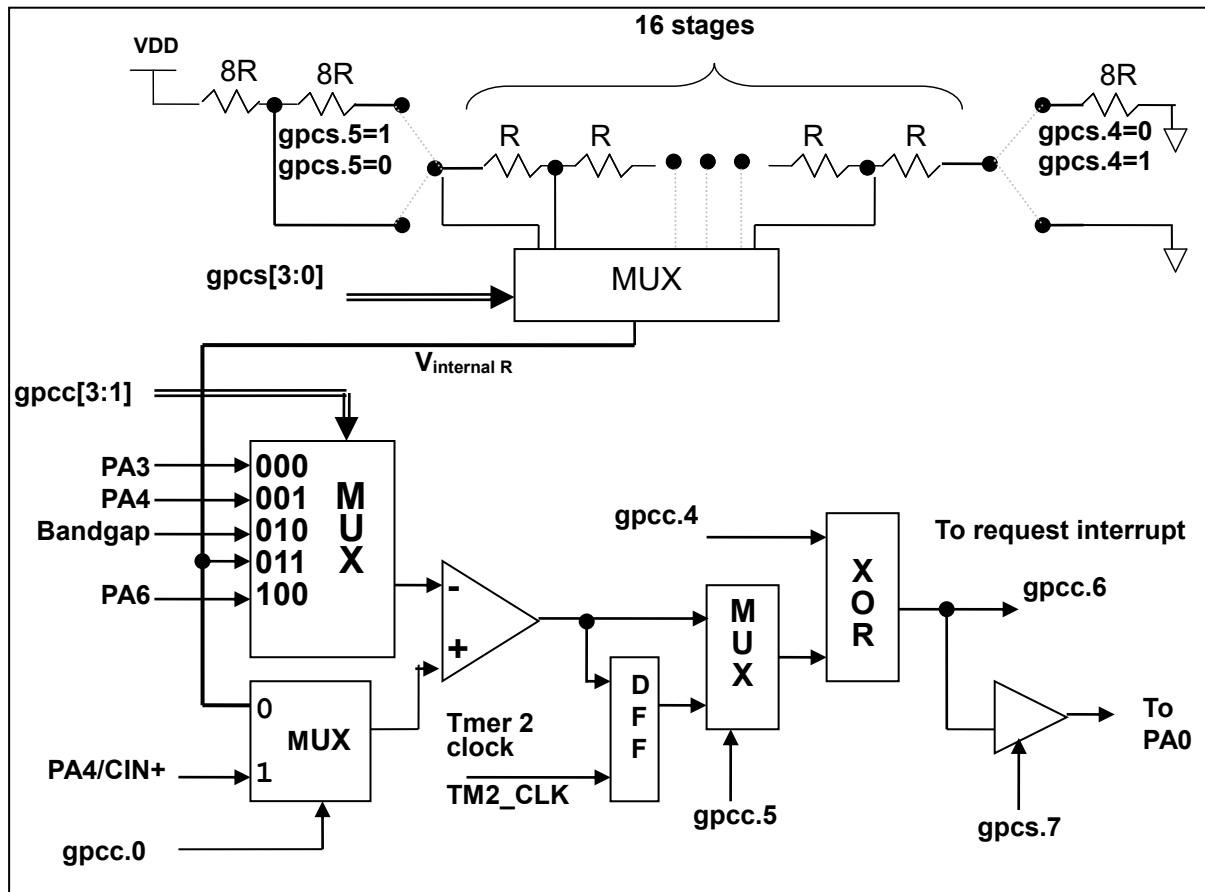 16 stages
VDD
8R
8R
8R
gpcs.5=1
gpcs.5=0
R
R
R
R
gpcs.4=0
gpcs.4=1
gpcs[3:0]
MUX
Vinternal R
gpcc[3:1]
PA3
000
PA4
001
Bandgap
010
011
PA6
100
M
U
X
-
+
gpcc.4
To request interrupt
X
O
R
gpcc.6
M
U
X
D
F
F
0
MUX
PA4/CIN+
1
gpcc.0
Tmer 2
clock
TM2_CLK
gpcc.5
To
PA0
gpcs.7